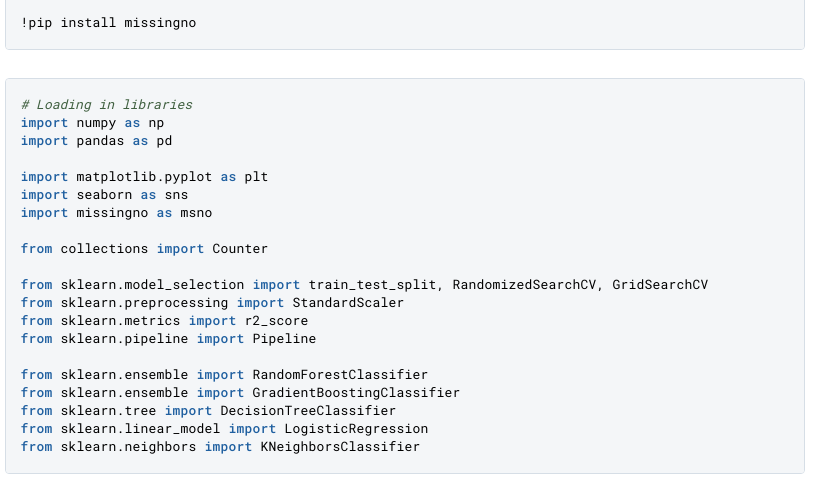 !pip install missingno
# Loading in libraries
import numpy as np
import pandas as pd
import matplotlib.pyplot as plt
import seaborn as sns
import missingno as msno
from collections import Counter
from sklearn.model_selection import train_test_split, RandomizedSearchCV, GridSearchCV
from sklearn.preprocessing import StandardScaler
from sklearn.metrics import r2_score
from sklearn.pipeline import Pipeline
from sklearn.ensemble import RandomForestClassifier
from sklearn.ensemble import GradientBoostingClassifier
from sklearn.tree import DecisionTreeClassifier
from sklearn.linear_model import LogisticRegression
from sklearn.neighbors import KNeighborsClassifier